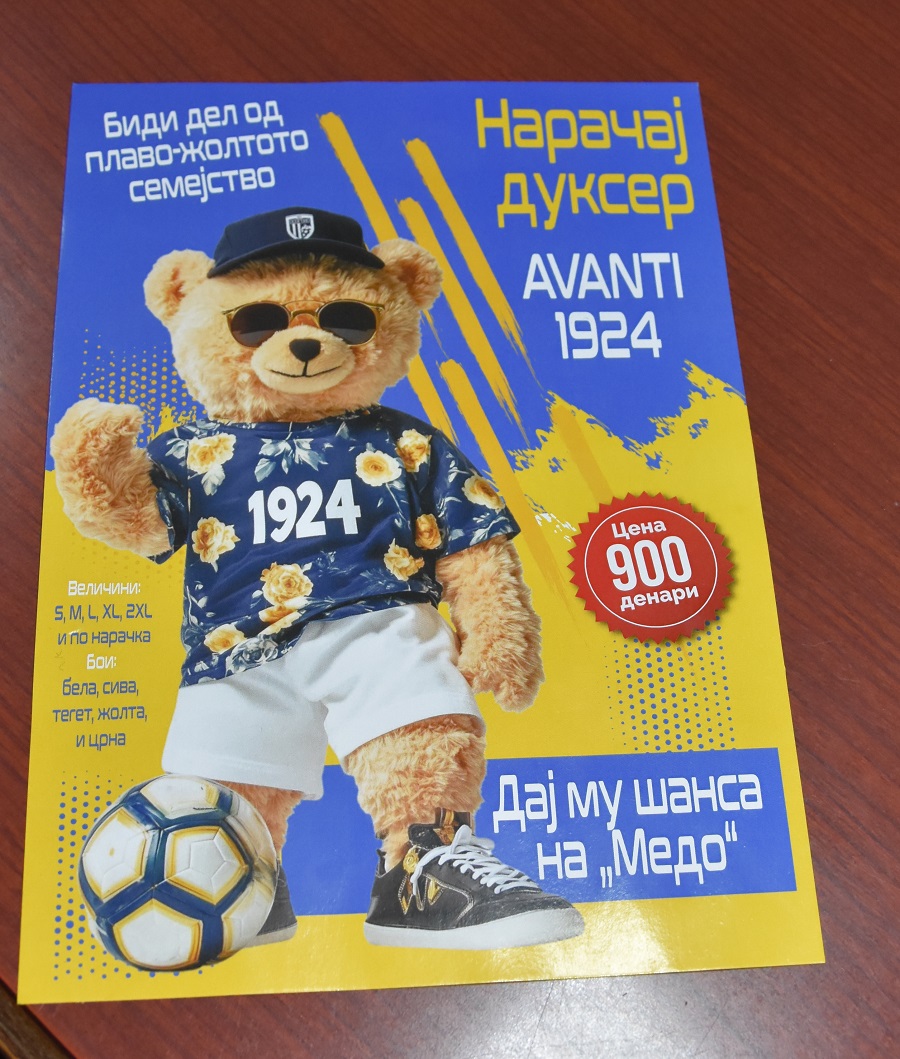 Биди дел од
плаво-жолтото
семејство
Нарачај
дуксер
AVANTI
1924
1924
Цена
900
денари
Величини:
S, M, L, XL, 2XL
и по нарачка
Бои:
бела, сива,
тегет, жолта,
и црна
Дај му шанса
на „Медо“